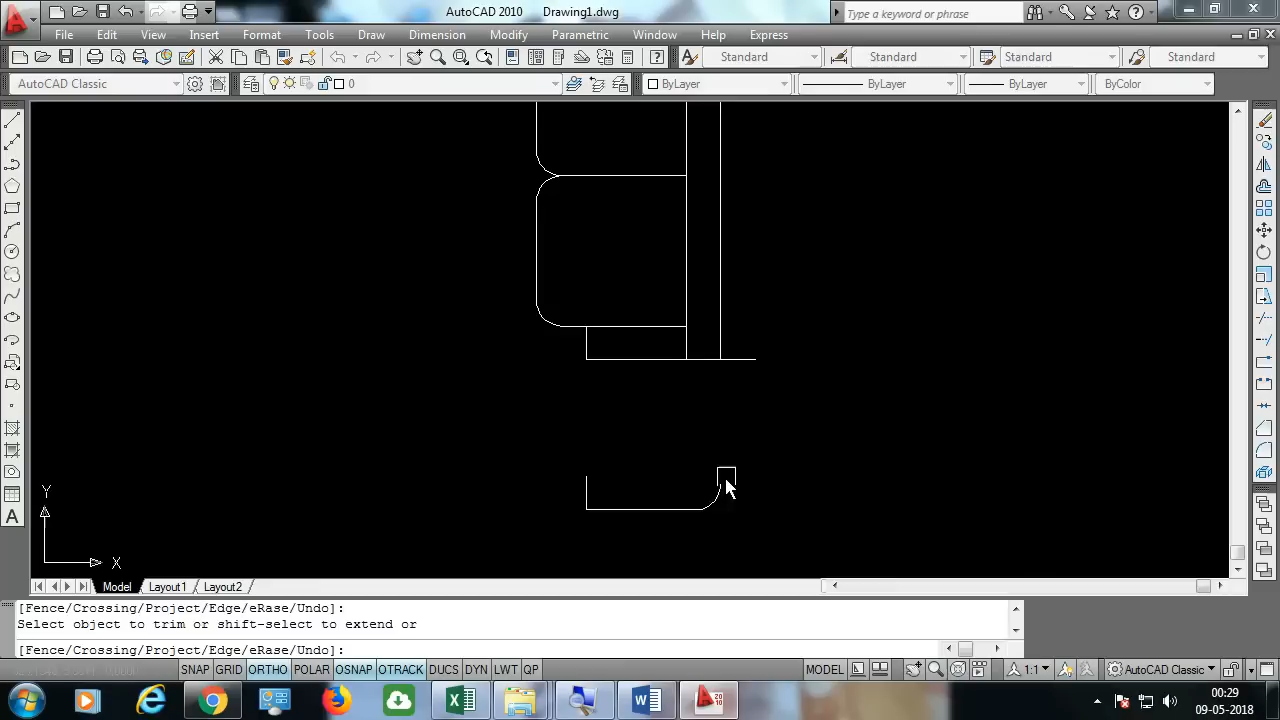 AutoCAD 2010 Drawing1.dwg
Type a keyword or phrase
File Edit View Insert Format Tools Draw Dimension Modify Parametric Window Help Express
Standard Standard Standard Standard
AutoCAD Classic 0 ByLayer ByLayer ByLayer ByColor
Y
X
A
Model Layout1 Layout2
[Fence/Crossing/Project/Edge/eRase/Undo]:
Select object to trim or shift-select to extend or
[Fence/Crossing/Project/Edge/eRase/Undo]:
SNAP GRID ORTHO POLAR OSNAP OTRACK DUCS DYN LWT QP MODEL 1:1 AutoCAD Classic
00:29
09-05-2018